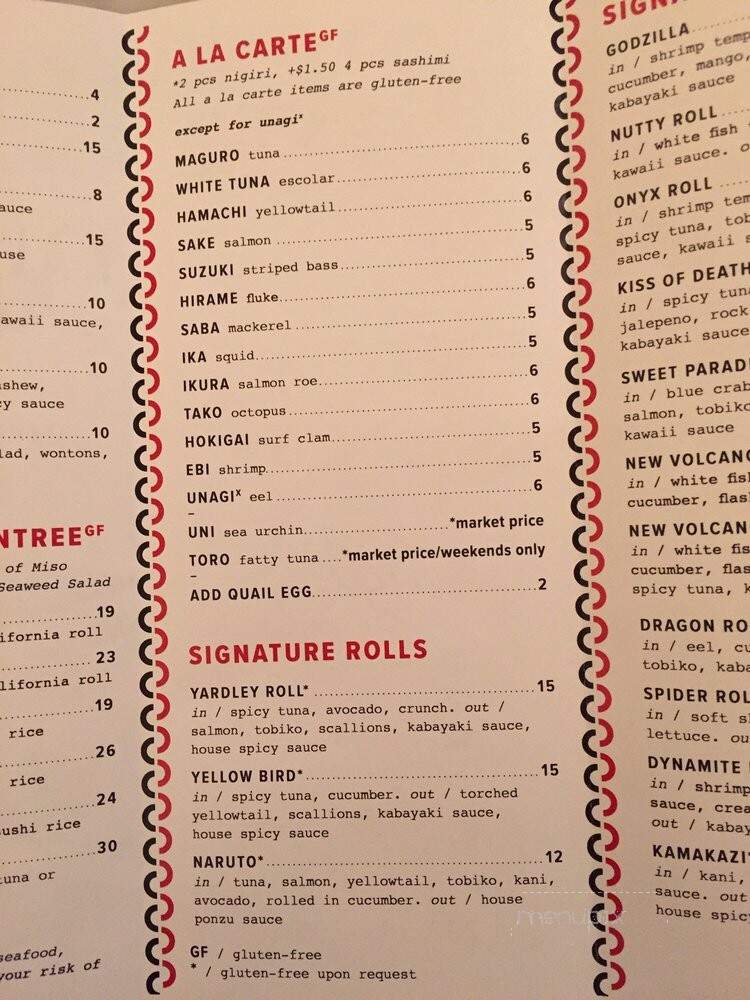 4
2
15
8
auce
15
use
10
awaii sauce,
10
shew,
cy sauce
10
lad, wontons,
NTREE GF
of Miso
Seaweed Salad
19
ifornia roll
23
lifornia roll
19
rice
26
rice
24
ushi rice
30
tuna or
seafood,
your risk of
A LA CARTE GF
*2 pcs nigiri, +$1.50 4 pcs sashimi
All a la carte items are gluten-free
except for unagi x
MAGURO tuna 6
WHITE TUNA escolar 6
HAMACHI yellowtail 6
SAKE salmon 5
SUZUKI striped bass 5
HIRAME fluke 6
SABA mackerel 5
IKA squid 5
IKURA salmon roe 6
TAKO octopus 6
HOKIGAI surf clam 5
EBI shrimp 5
UNAGI x eel 6
UNI sea urchin *market price
TORO fatty tuna *market price/weekends only
ADD QUAIL EGG 2
SIGNATURE ROLLS
YARDLEY ROLL* 15
in / spicy tuna, avocado, crunch. out /
salmon, tobiko, scallions, kabayaki sauce,
house spicy sauce
YELLOW BIRD* 15
in / spicy tuna, cucumber. out / torched
yellowtail, scallions, kabayaki sauce,
house spicy sauce
NARUTO* 12
in / tuna, salmon, yellowtail, tobiko, kani,
avocado, rolled in cucumber. out / house
ponzu sauce
GF / gluten-free
* / gluten-free upon request
SIGNA
GODZILLA
in / shrimp temp
cucumber, mango,
kabayaki sauce
NUTTY ROLL
in / white fish
kawaii sauce. o
ONYX ROLL
in / shrimp tem
spicy tuna, tob
sauce, kawaii s
KISS OF DEATH
in / spicy tuna
jalepeno, rock
kabayaki sauce
SWEET PARAD
in / blue crab
salmon, tobiko
kawaii sauce
NEW VOLCANO
in / white fish
cucumber, flas
NEW VOLCAN
in / white fis
cucumber, flas
spicy tuna, k
DRAGON RO
in / eel, cu
tobiko, kaba
SPIDER ROL
in / soft s
lettuce. ou
DYNAMITE
in / shrimp
sauce, crea
out / kabay
KAMAKAZI*
in / kani,
sauce. out
house spic
menupix